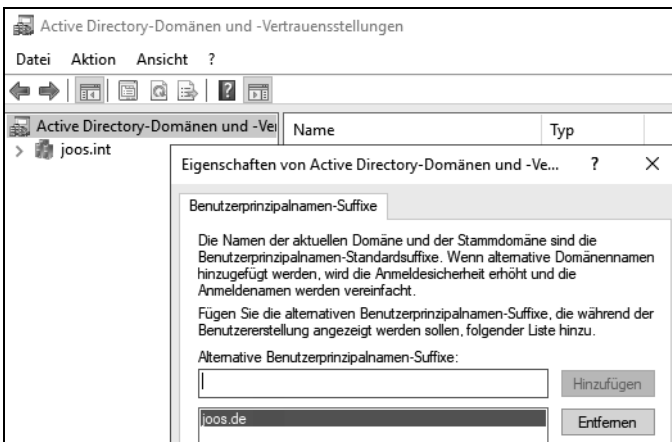 Active Directory-Domänen und -Vertrauensstellungen
Datei Aktion Ansicht ?
Active Directory-Domänen und -Ver
Name Typ
joos.int
Eigenschaften von Active Directory-Domänen und -Ve... ? X
Benutzerprinzipalnamen-Suffixe
Die Namen der aktuellen Domäne und der Stammdomäne sind die
Benutzerprinzipalnamen-Standardsuffixe. Wenn alternative Domänennamen
hinzugefügt werden, wird die Anmeldesicherheit erhöht und die
Anmeldenamen werden vereinfacht.
Fügen Sie die alternativen Benutzerprinzipalnamen-Suffixe, die während der
Benutzererstellung angezeigt werden sollen, folgender Liste hinzu.
Alternative Benutzerprinzipalnamen-Suffixe:
Hinzufügen
joos.de
Entfernen